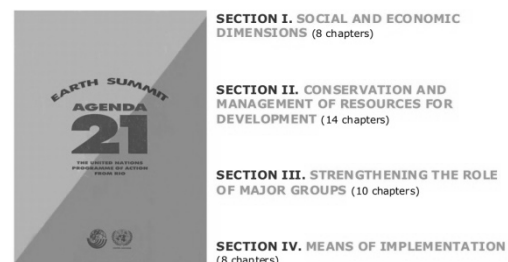 EARTH SUMMIT
AGENDA
21
THE UNITED NATIONS
PROGRAMME OF ACTION
FROM RIO
SECTION I. SOCIAL AND ECONOMIC
DIMENSIONS (8 chapters)
SECTION II. CONSERVATION AND
MANAGEMENT OF RESOURCES FOR
DEVELOPMENT (14 chapters)
SECTION III. STRENGTHENING THE ROLE
OF MAJOR GROUPS (10 chapters)
SECTION IV. MEANS OF IMPLEMENTATION
(8 chapters)